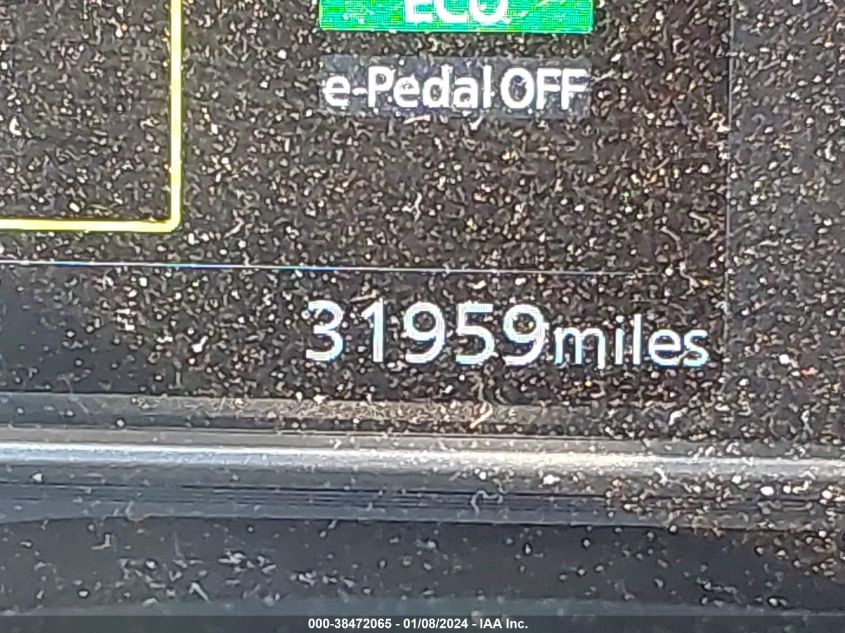 ECO
e-Pedal OFF
31959miles
000-38472065 - 01/08/2024 - IAA Inc.